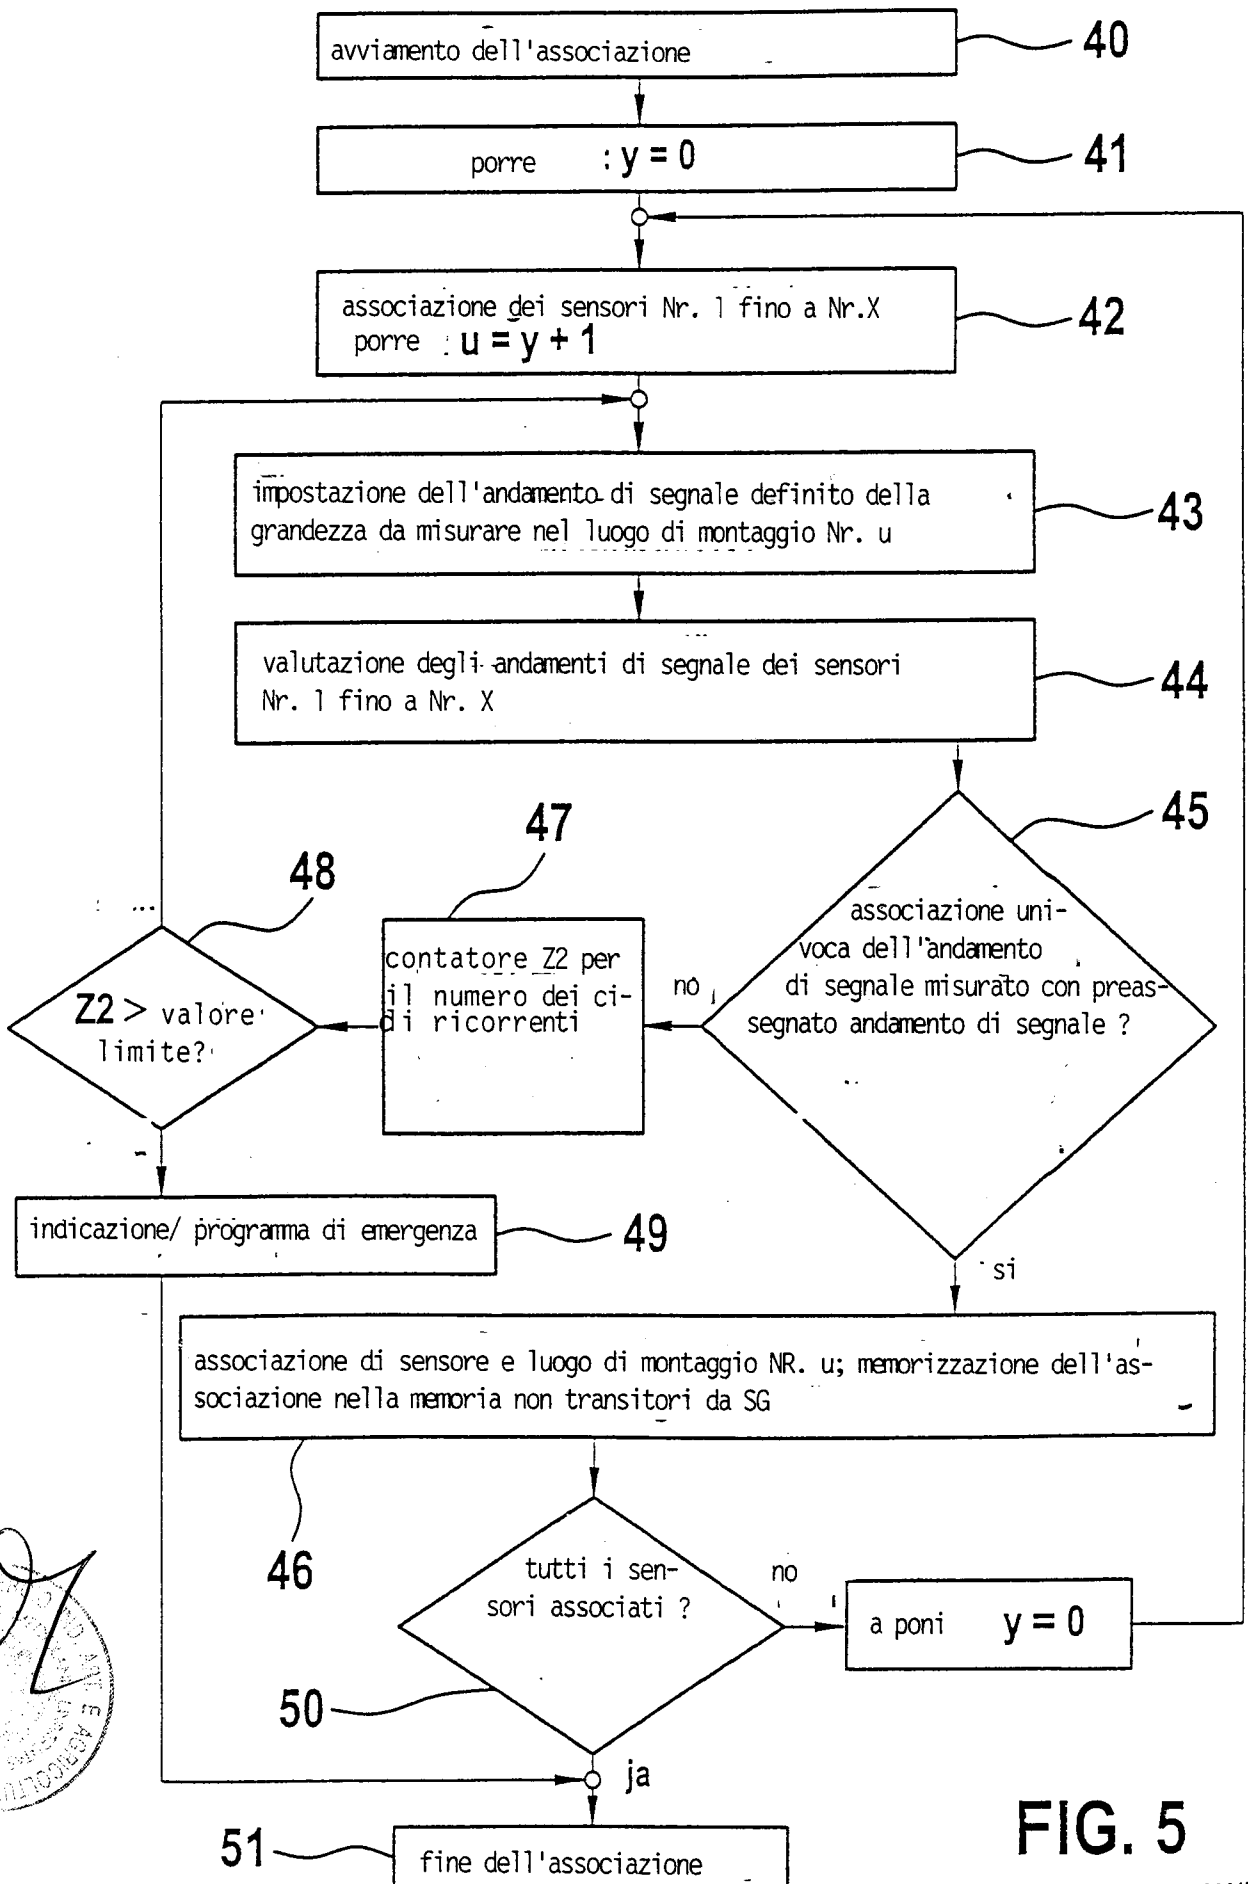 avviamento dell'associazione
40
porre : y = 0
41
associazione dei sensori Nr. 1 fino a Nr.X
porre : u = y + 1
42
impostazione dell'andamento di segnale definito della
grandezza da misurare nel luogo di montaggio Nr. u
43
valutazione degli andamenti di segnale dei sensori
Nr. 1 fino a Nr. X
44
45
47
48
associazione uni-
voca dell'andamento
di segnale misurato con preas-
segnato andamento di segnale ?
no
contatore Z2 per
il numero dei ci-
di ricorrenti
Z2 > valore
limite?
indicazione/ programma di emergenza
49
si
associazione di sensore e luogo di montaggio NR. u; memorizzazione dell'as-
sociazione nella memoria non transitori da SG
46
tutti i sen-
sori associati ?
no
a poni y = 0
50
ja
51
fine dell'associazione
FIG. 5
E AGRICOLTU